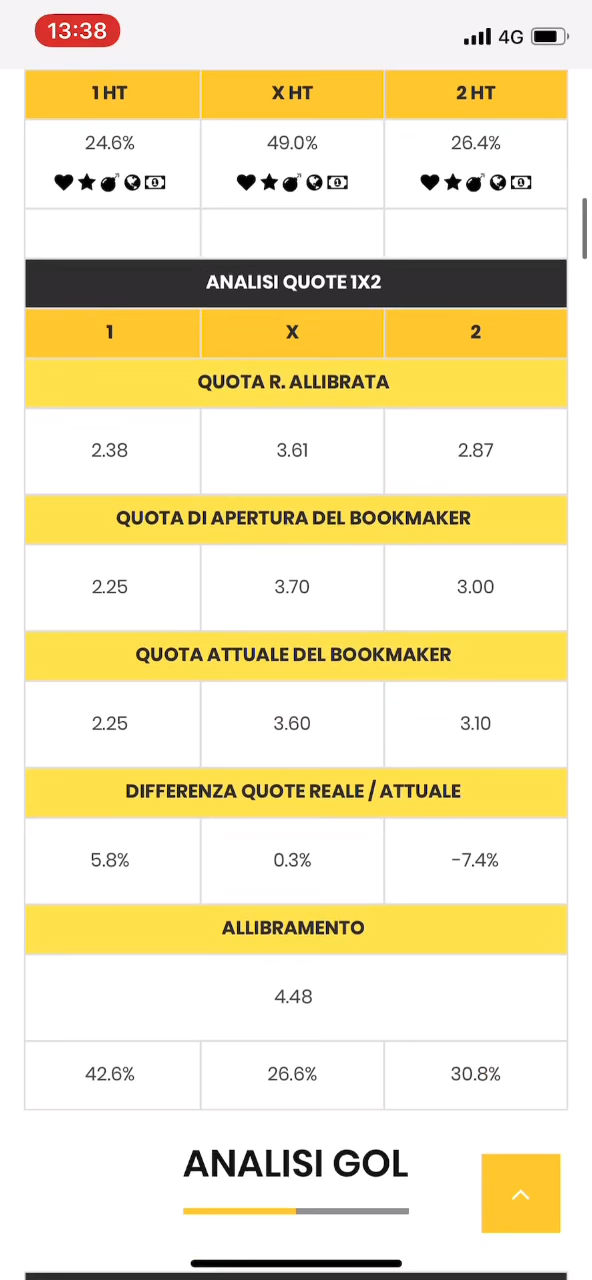 13:38
4G
1 HT X HT 2 HT
24.6% 49.0% 26.4%
ANALISI QUOTE 1X2
1 X 2
QUOTA R. ALLIBRATA
2.38 3.61 2.87
QUOTA DI APERTURA DEL BOOKMAKER
2.25 3.70 3.00
QUOTA ATTUALE DEL BOOKMAKER
2.25 3.60 3.10
DIFFERENZA QUOTE REALE / ATTUALE
5.8% 0.3% -7.4%
ALLIBRAMENTO
4.48
42.6% 26.6% 30.8%
ANALISI GOL